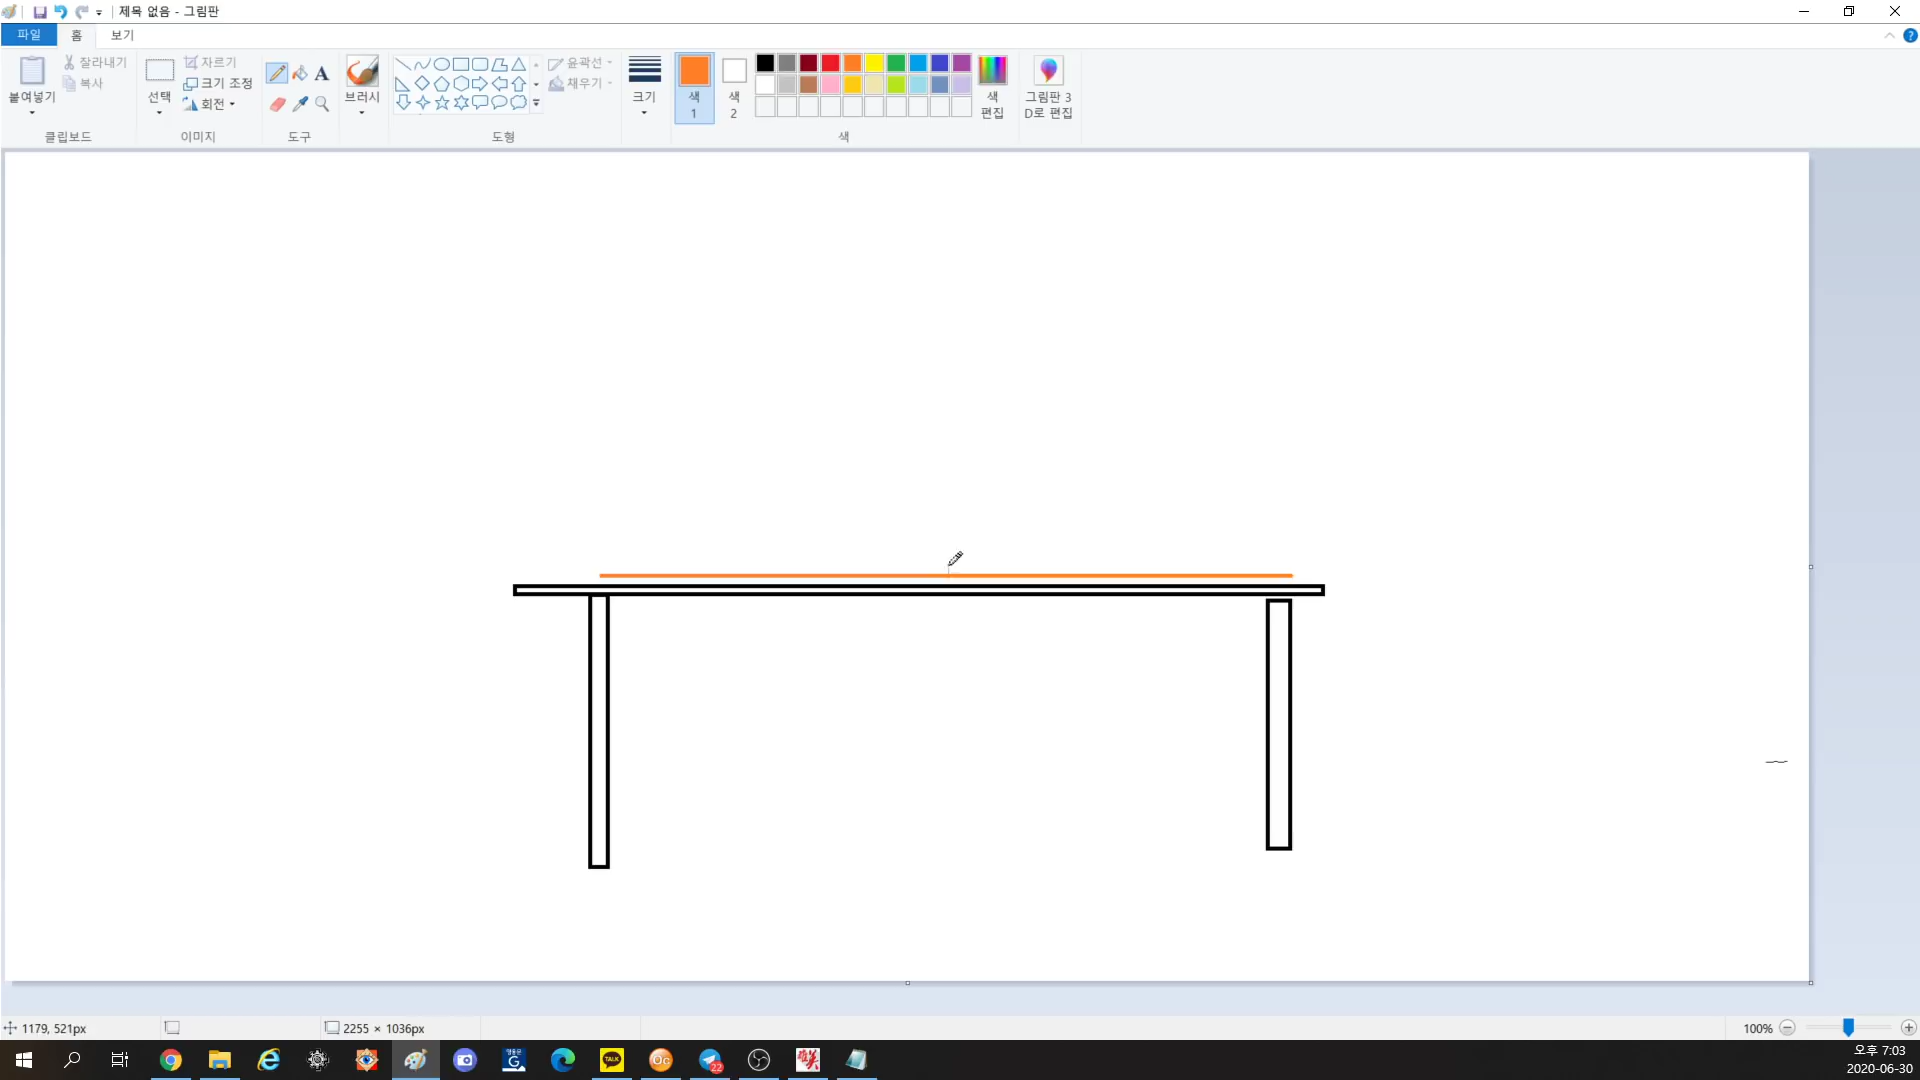 제목 없음 - 그림판
파일 홈 보기
붙여넣기
잘라내기
복사
클립보드
선택
자르기
크기 조정
회전
이미지
A
도구
브러시
도형
윤곽선
채우기
크기
색
1
색
2
색
편집
색
그림판 3
D로 편집
1179, 521px
2255 × 1036px
100%
TALK
22
오후 7:03
2020-06-30